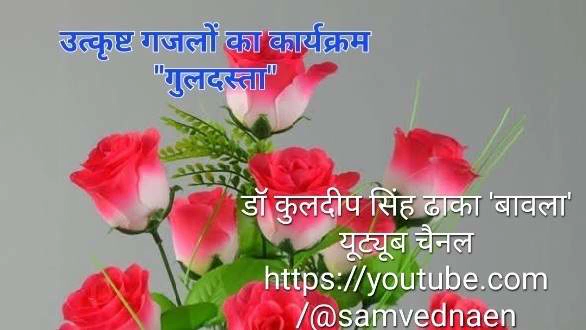 उत्कृष्ट गजलों का कार्यक्रम
"गुलदस्ता"
डॉ कुलदीप सिंह ढाका 'बावला'
यूट्यूब चैनल
https://youtube.com
/@samvednaen